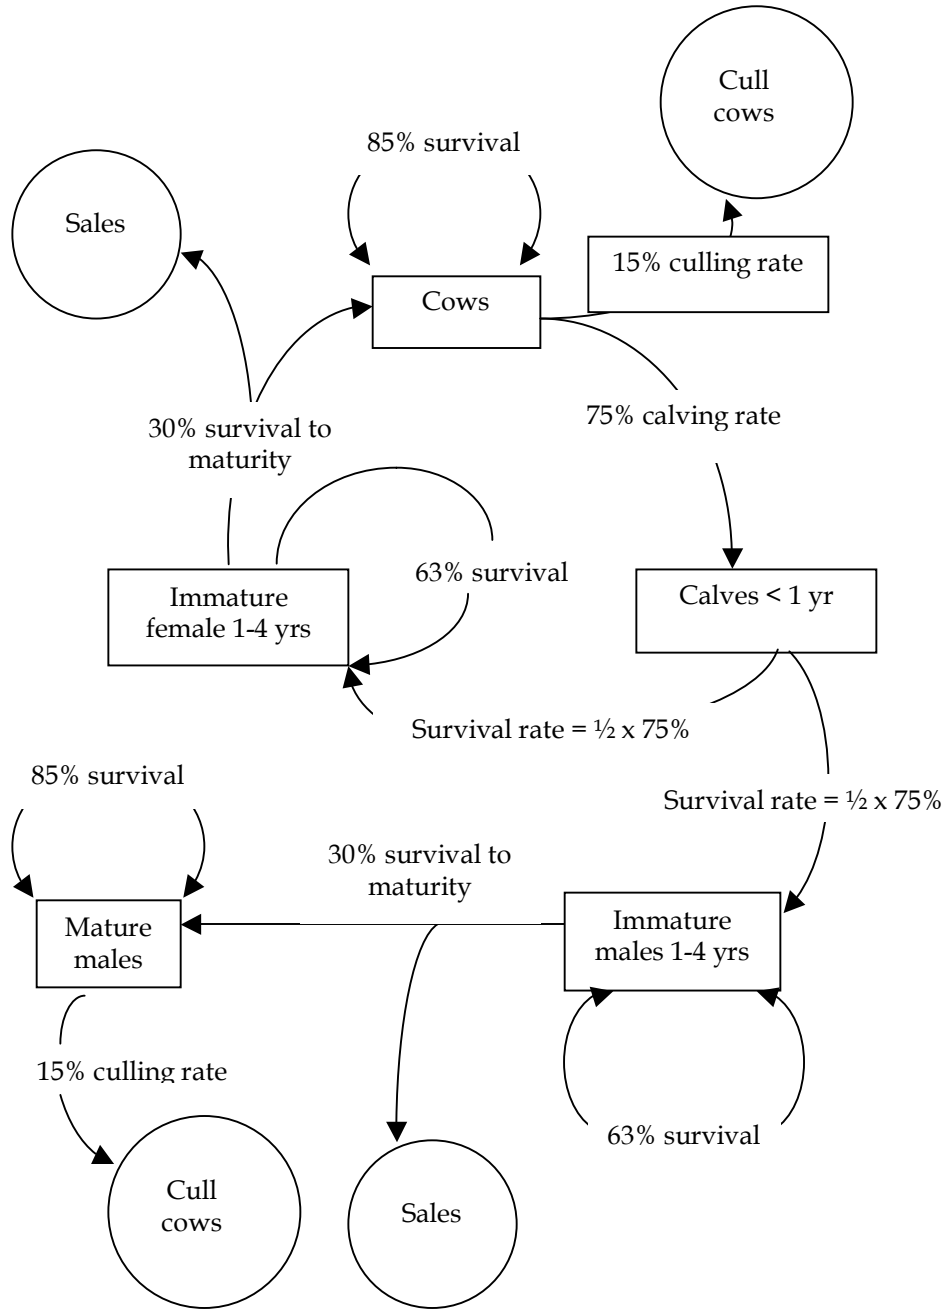 Cull
cows
85% survival
Sales
15% culling rate
Cows
75% calving rate
30% survival to
maturity
63% survival
Immature
female 1-4 yrs
Calves < 1 yr
Survival rate = ½ x 75%
85% survival
Survival rate = ½ x 75%
30% survival to
maturity
Mature
males
Immature
males 1-4 yrs
15% culling rate
63% survival
Cull
cows
Sales